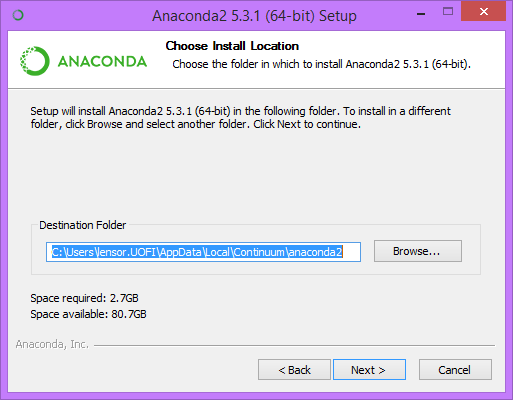 Anaconda2 5.3.1 (64-bit) Setup
ANACONDA
Choose Install Location
Choose the folder in which to install Anaconda2 5.3.1 (64-bit).
Setup will install Anaconda2 5.3.1 (64-bit) in the following folder. To install in a different
folder, click Browse and select another folder. Click Next to continue.
Destination Folder
C:\Users\lensor.UOFI\AppData\Local\Continuum\anaconda2
Browse...
Space required: 2.7GB
Space available: 80.7GB
Anaconda, Inc.
< Back
Next >
Cancel